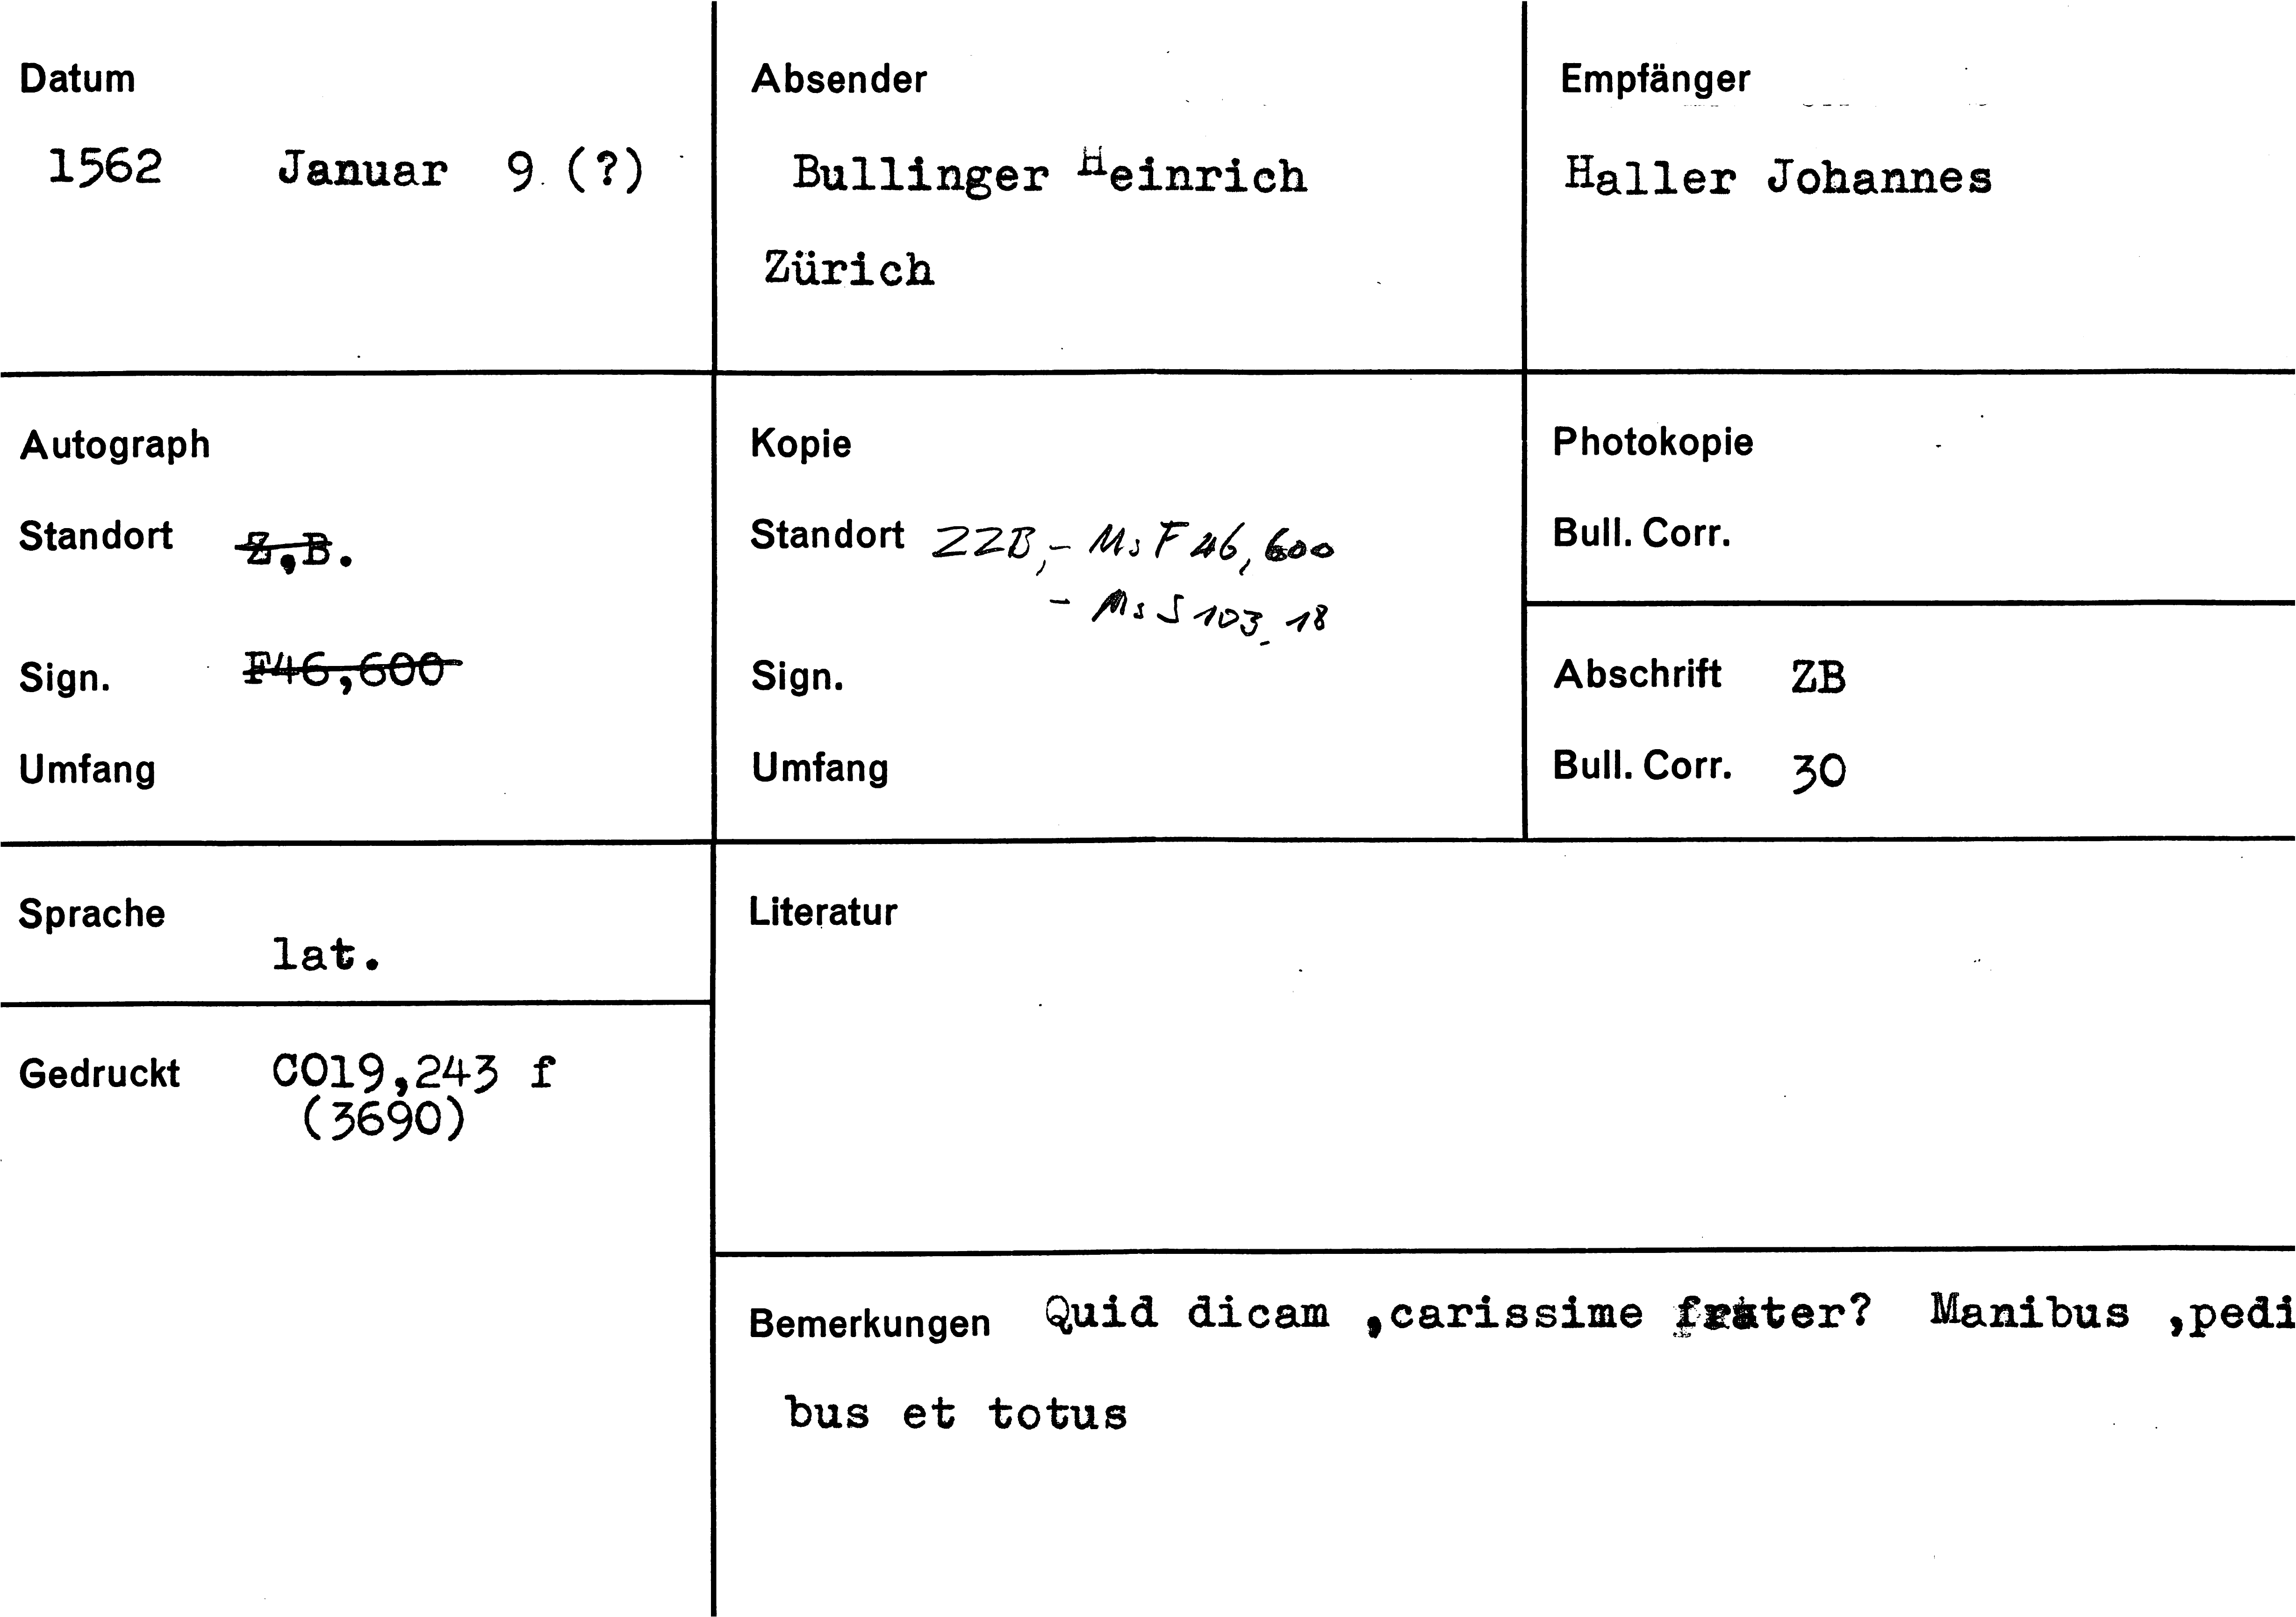 Datum
1562 Januar 9. (?)
Absender
Bullinger Heinrich
Zürich
Empfänger
Haller Johannes
Autograph
Standort Z.B.
Sign. F46,600
Umfang
Kopie
Standort ZZB,- Ms F 46, 600
- Ms S 103, 18
Sign.
Umfang
Photokopie
Bull. Corr.
Abschrift ZB
Bull. Corr. 30
Sprache
lat.
Gedruckt CO19,243 f
(3690)
Literatur
Bemerkungen Quid dicam ,carissime frater? Manibus ,pedi
bus et totus